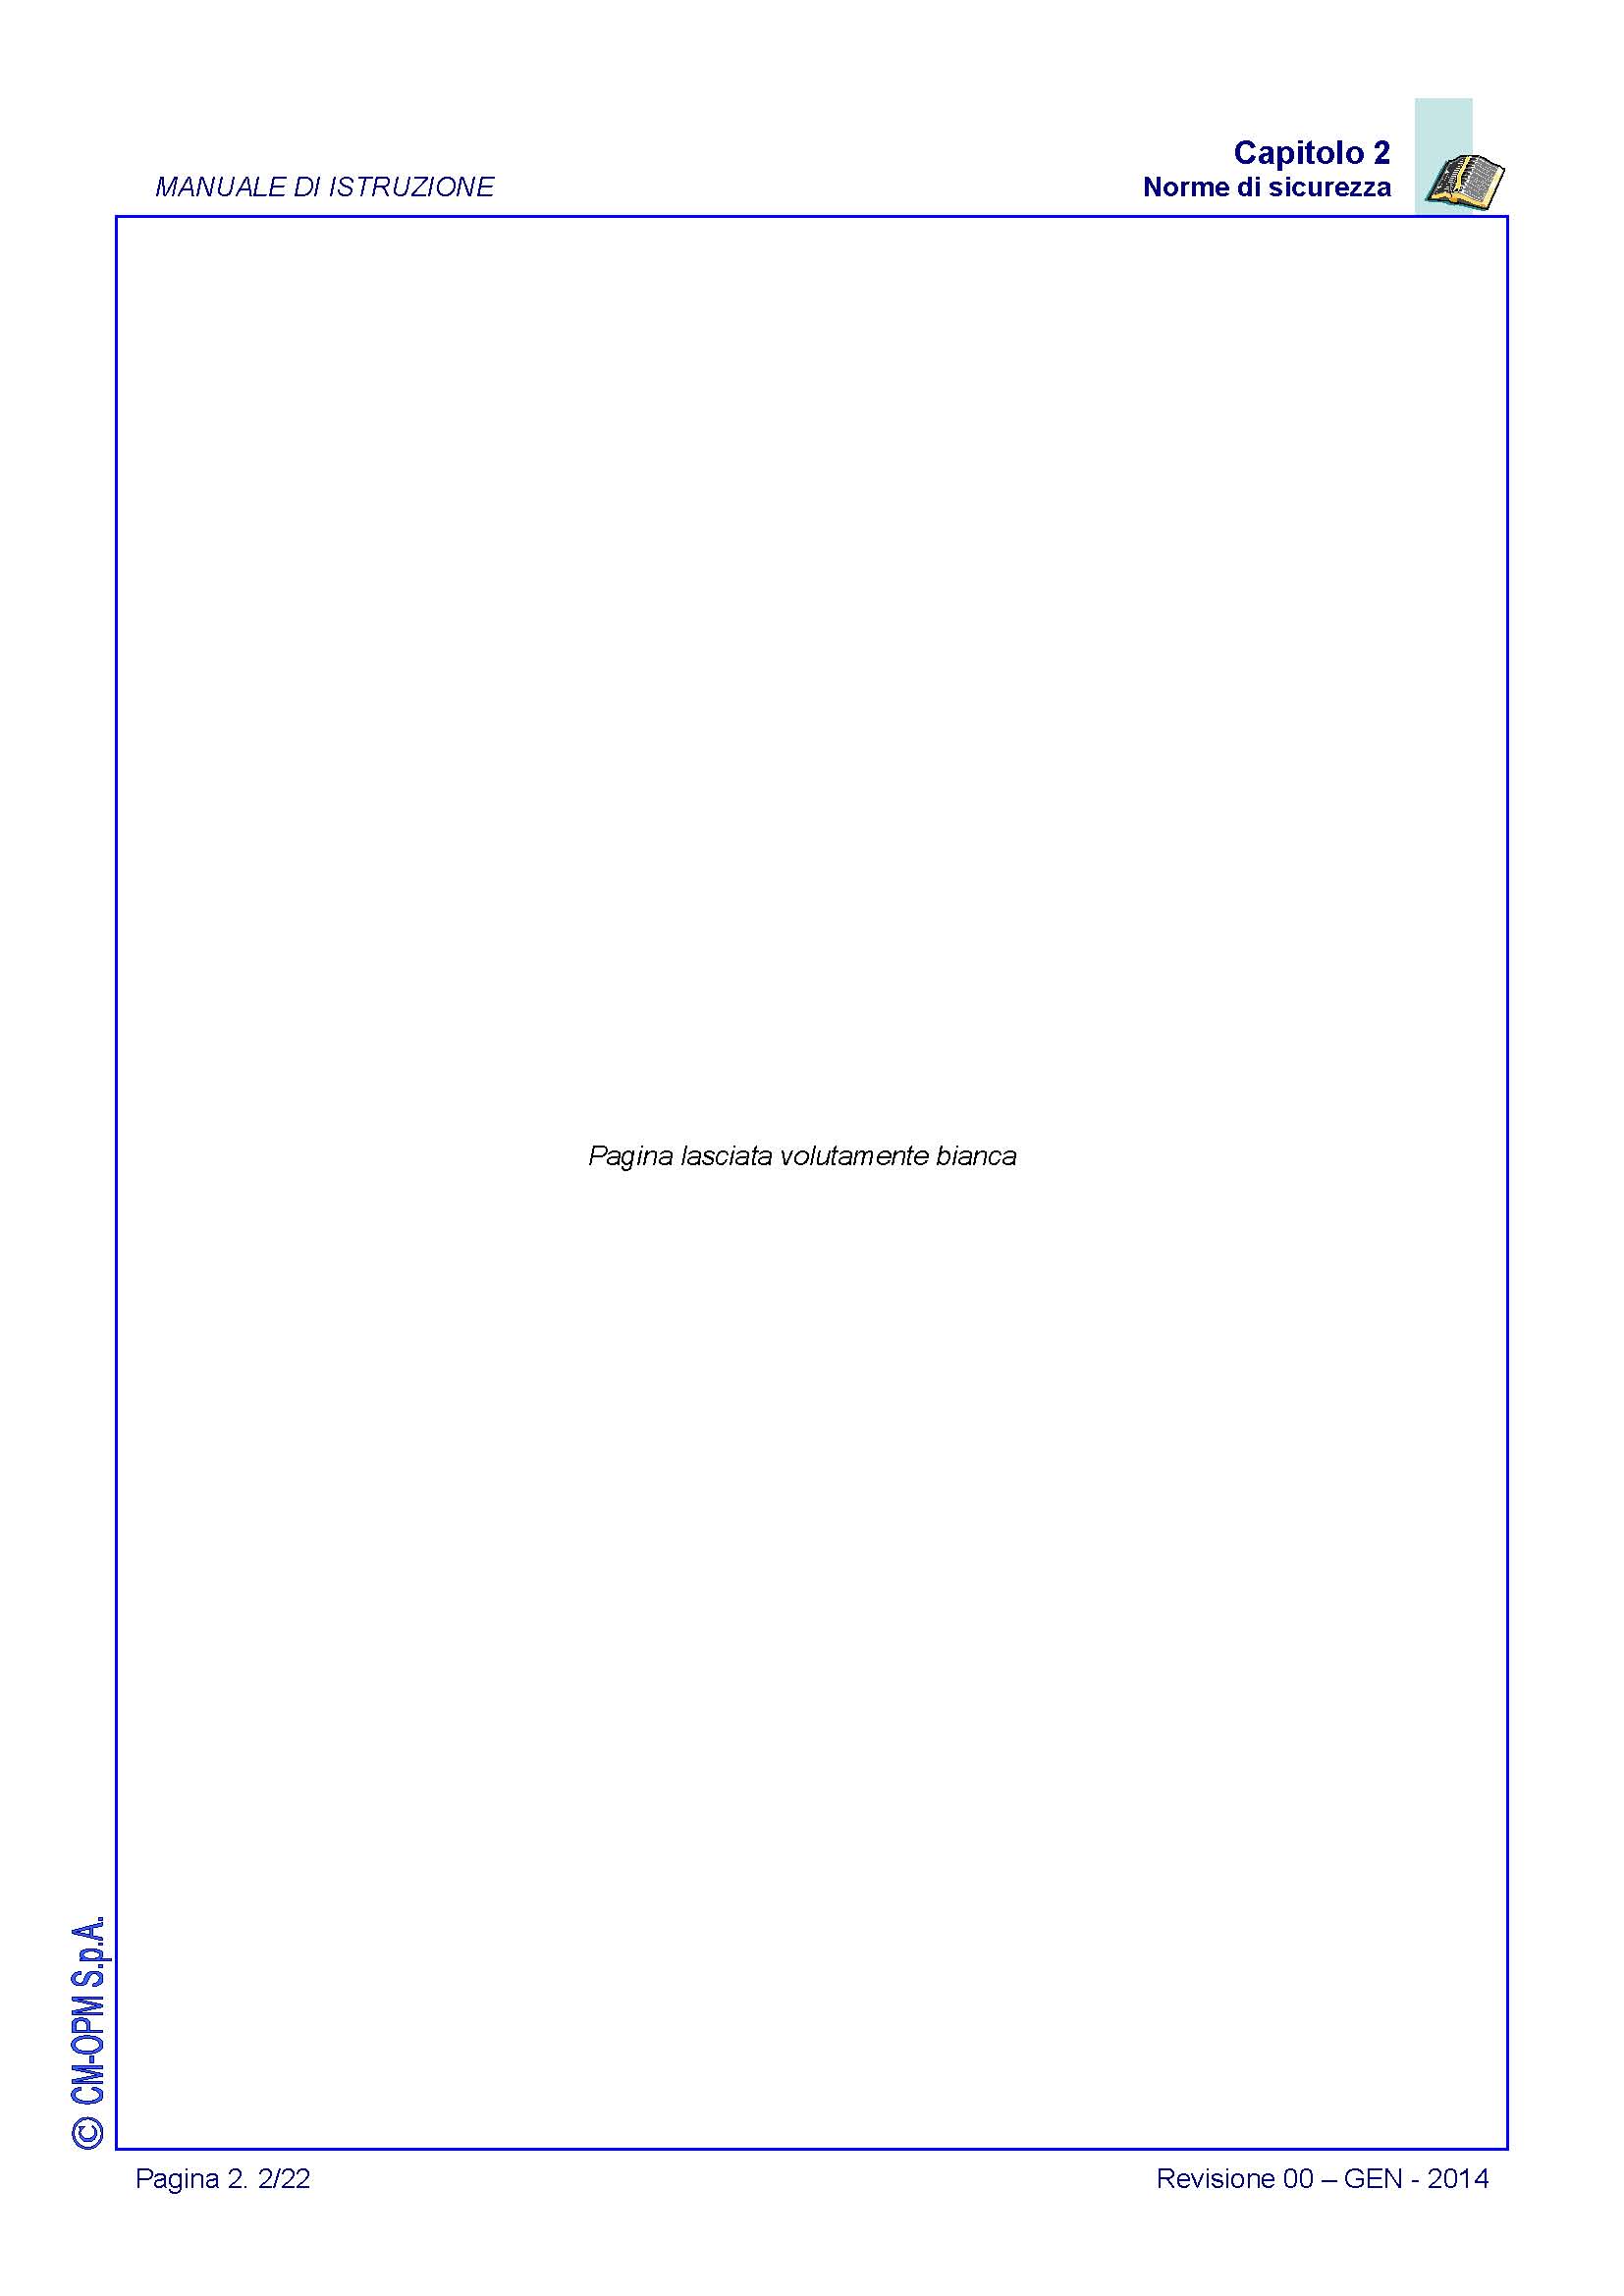 Capitolo 2
MANUALE DI ISTRUZIONE
Norme di sicurezza
Pagina lasciata volutamente bianca
© CM-OPM S.p.A.
Pagina 2. 2/22
Revisione 00 – GEN - 2014